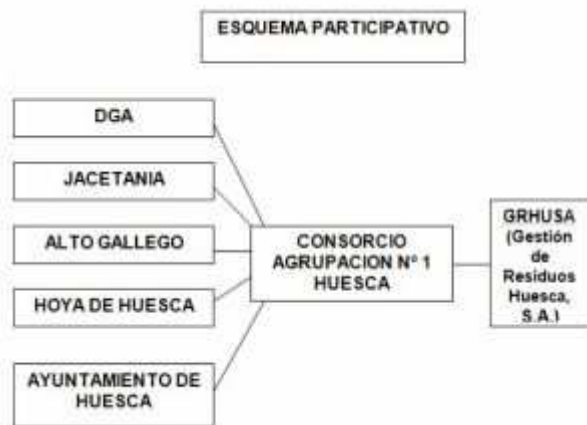 ESQUEMA PARTICIPATIVO
DGA
JACETANIA
ALTO GALLEGO
HOYA DE HUESCA
AYUNTAMIENTO DE
HUESCA
CONSORCIO
AGRUPACION Nº 1
HUESCA
GRHUSA
(Gestión
de
Residuos
Huesca,
S.A.)